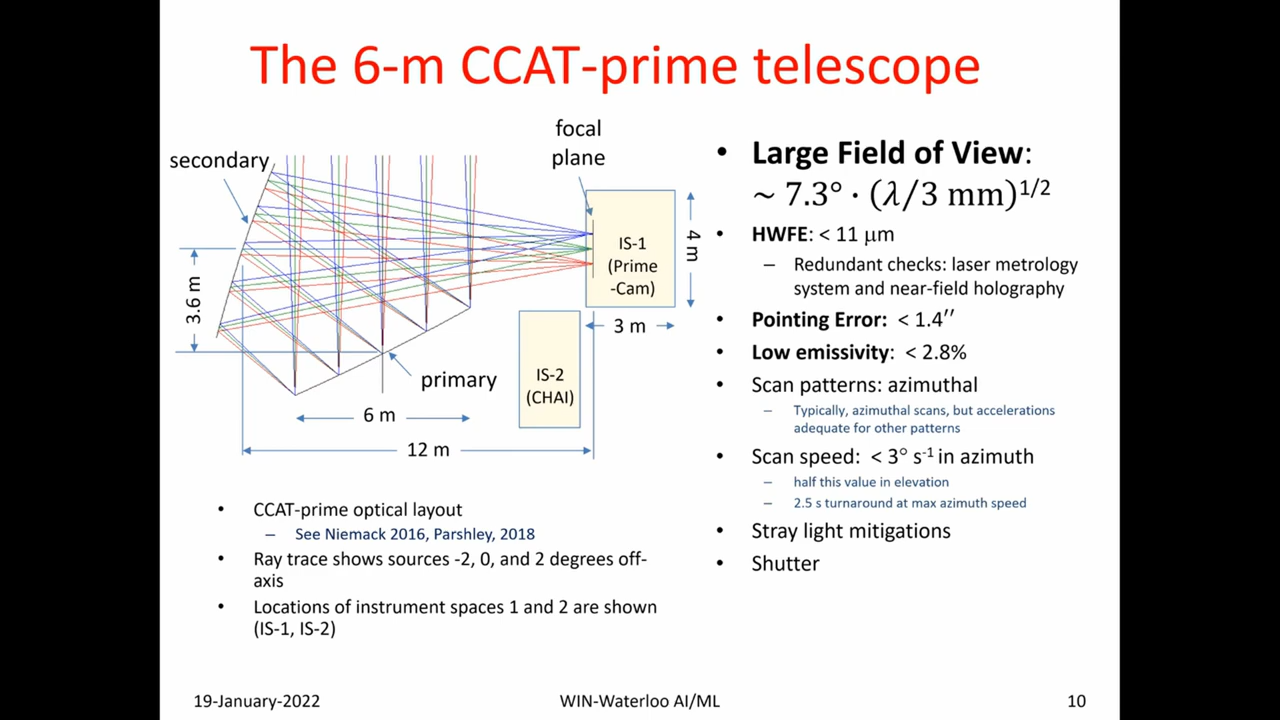 The 6-m CCAT-prime telescope
focal
plane
secondary
IS-1
(Prime
-Cam)
4 m
3.6 m
3 m
IS-2
(CHAI)
primary
6 m
12 m
• CCAT-prime optical layout
– See Niemack 2016, Parshley, 2018
• Ray trace shows sources -2, 0, and 2 degrees off-
axis
• Locations of instrument spaces 1 and 2 are shown
(IS-1, IS-2)
• Large Field of View:
~ 7.3° · (λ/3 mm)^1/2
• HWFE: < 11 μm
– Redundant checks: laser metrology
system and near-field holography
• Pointing Error: < 1.4′′
• Low emissivity: < 2.8%
• Scan patterns: azimuthal
– Typically, azimuthal scans, but accelerations
adequate for other patterns
• Scan speed: < 3° s⁻¹ in azimuth
– half this value in elevation
– 2.5 s turnaround at max azimuth speed
• Stray light mitigations
• Shutter
19-January-2022
WIN-Waterloo AI/ML
10